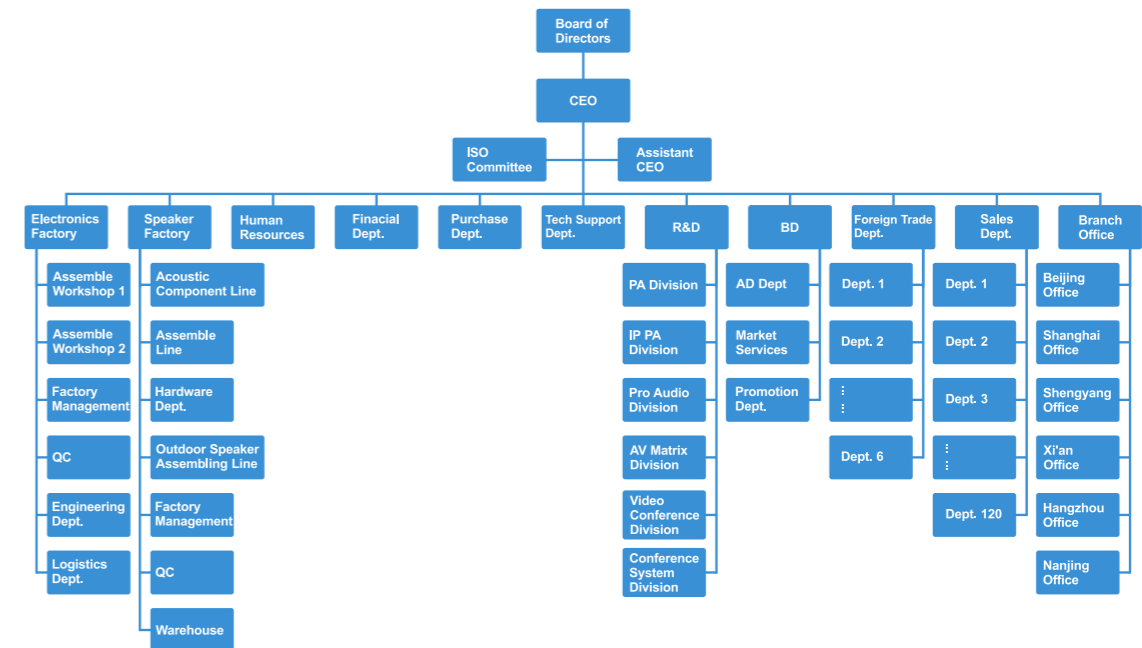 Board of
Directors
CEO
ISO
Committee
Assistant
CEO
Electronics
Factory
Speaker
Factory
Human
Resources
Finacial
Dept.
Purchase
Dept.
Tech Support
Dept.
R&D
BD
Foreign Trade
Dept.
Sales
Dept.
Branch
Office
Assemble
Workshop 1
Assemble
Workshop 2
Factory
Management
QC
Engineering
Dept.
Logistics
Dept.
Acoustic
Component Line
Assemble
Line
Hardware
Dept.
Outdoor Speaker
Assembling Line
Factory
Management
QC
Warehouse
PA Division
IP PA
Division
Pro Audio
Division
AV Matrix
Division
Video
Conference
Division
Conference
System
Division
AD Dept
Market
Services
Promotion
Dept.
Dept. 1
Dept. 2
⋮
⋮
Dept. 6
Dept. 1
Dept. 2
Dept. 3
⋮
⋮
Dept. 120
Beijing
Office
Shanghai
Office
Shengyang
Office
Xi'an
Office
Hangzhou
Office
Nanjing
Office